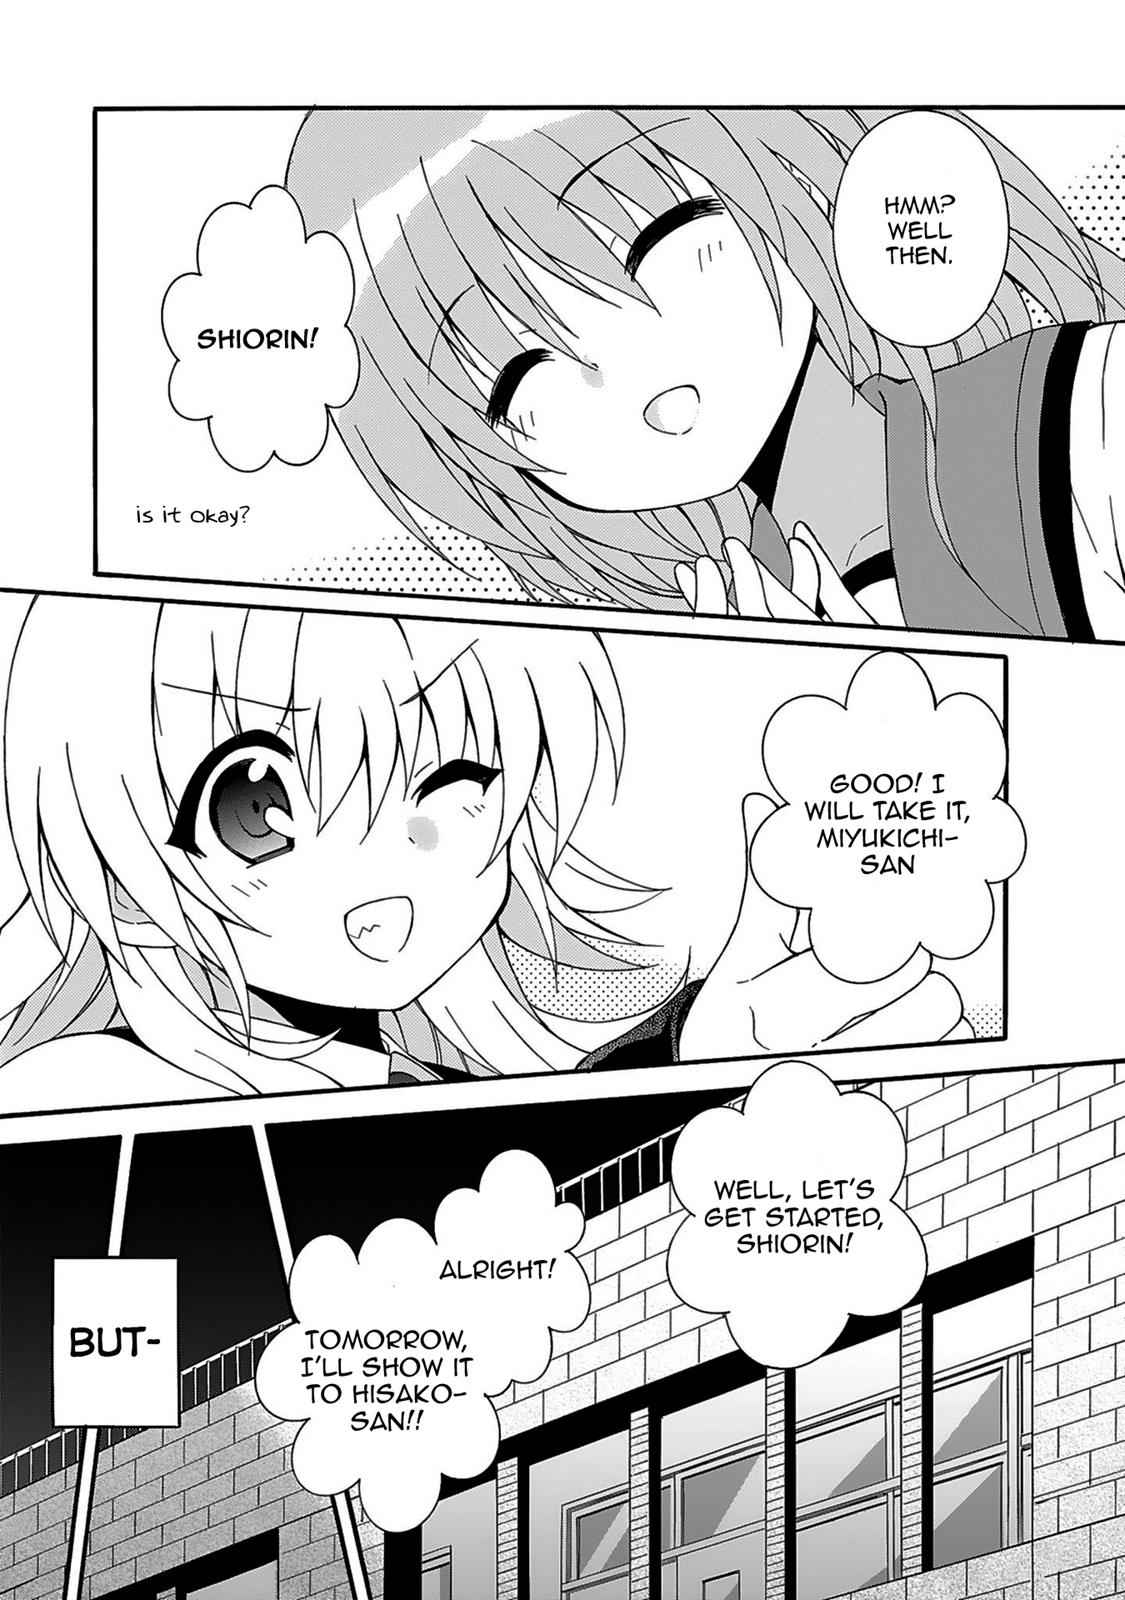 HMM?
WELL
THEN.
SHIORIN!
is it okay?
GOOD! I
WILL TAKE IT,
MIYUKICHI-
SAN
WELL, LET'S
GET STARTED,
SHIORIN!
ALRIGHT!
TOMORROW,
I'LL SHOW IT
TO HISAKO-
SAN!!
BUT-